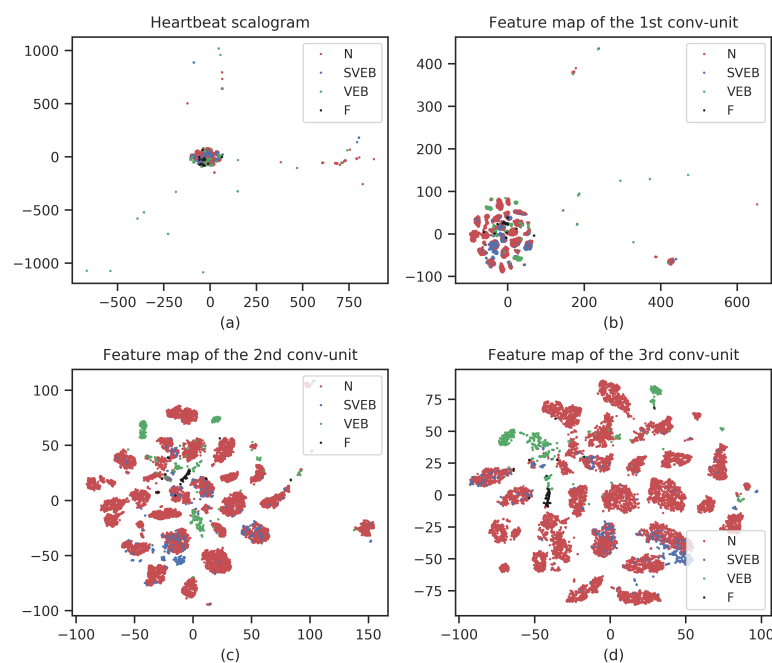 Heartbeat scalogram
1000
500
0
−500
−1000
N
SVEB
VEB
F
−500 −250 0 250 500 750
(a)
Feature map of the 1st conv-unit
400
300
200
100
0
−100
N
SVEB
VEB
F
0 200 400 600
(b)
Feature map of the 2nd conv-unit
100
50
0
−50
−100
N
SVEB
VEB
F
−100 −50 0 50 100 150
(c)
Feature map of the 3rd conv-unit
75
50
25
0
−25
−50
−75
N
SVEB
VEB
F
−100 −50 0 50 100
(d)